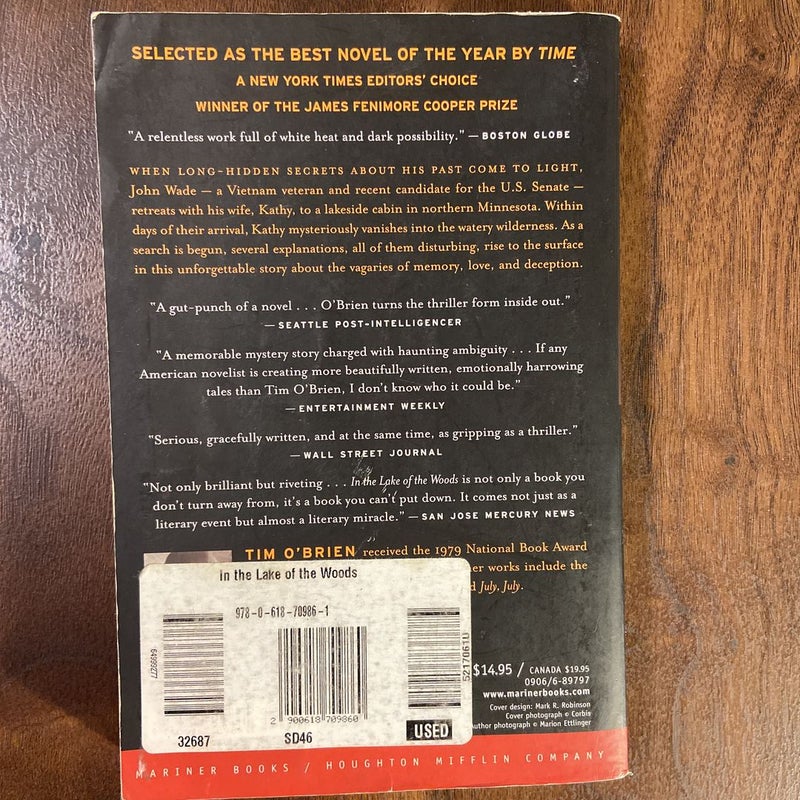 SELECTED AS THE BEST NOVEL OF THE YEAR BY TIME
A NEW YORK TIMES EDITORS' CHOICE
WINNER OF THE JAMES FENIMORE COOPER PRIZE
"A relentless work full of white heat and dark possibility." — BOSTON GLOBE
WHEN LONG-HIDDEN SECRETS ABOUT HIS PAST COME TO LIGHT,
John Wade — a Vietnam veteran and recent candidate for the U.S. Senate —
retreats with his wife, Kathy, to a lakeside cabin in northern Minnesota. Within
days of their arrival, Kathy mysteriously vanishes into the watery wilderness. As a
search is begun, several explanations, all of them disturbing, rise to the surface
in this unforgettable story about the vagaries of memory, love, and deception.
"A gut-punch of a novel . . . O'Brien turns the thriller form inside out."
— SEATTLE POST-INTELLIGENCER
"A memorable mystery story charged with haunting ambiguity . . . If any
American novelist is creating more beautifully written, emotionally harrowing
tales than Tim O'Brien, I don't know who it could be."
— ENTERTAINMENT WEEKLY
"Serious, gracefully written, and at the same time, as gripping as a thriller."
— WALL STREET JOURNAL
"Not only brilliant but riveting . . . In the Lake of the Woods is not only a book you
don't turn away from, it's a book you can't put down. It comes not just as a
literary event but almost a literary miracle." — SAN JOSE MERCURY NEWS
TIM O'BRIEN received the 1979 National Book Award
er works include the
d July, July.
In the Lake of the Woods
978-0-618-70986-1
64999277
5217061U
2 900618 709860
32687
SD46
USED
$14.95 / CANADA $19.95
0906/6-89797
www.marinerbooks.com
Cover design: Mark R. Robinson
Cover photograph © Corbis
uthor photograph © Marion Ettlinger
MARINER BOOKS / HOUGHTON MIFFLIN COMPANY